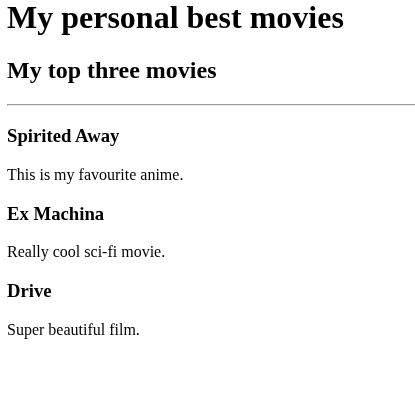 My personal best movies
My top three movies
Spirited Away
This is my favourite anime.
Ex Machina
Really cool sci-fi movie.
Drive
Super beautiful film.